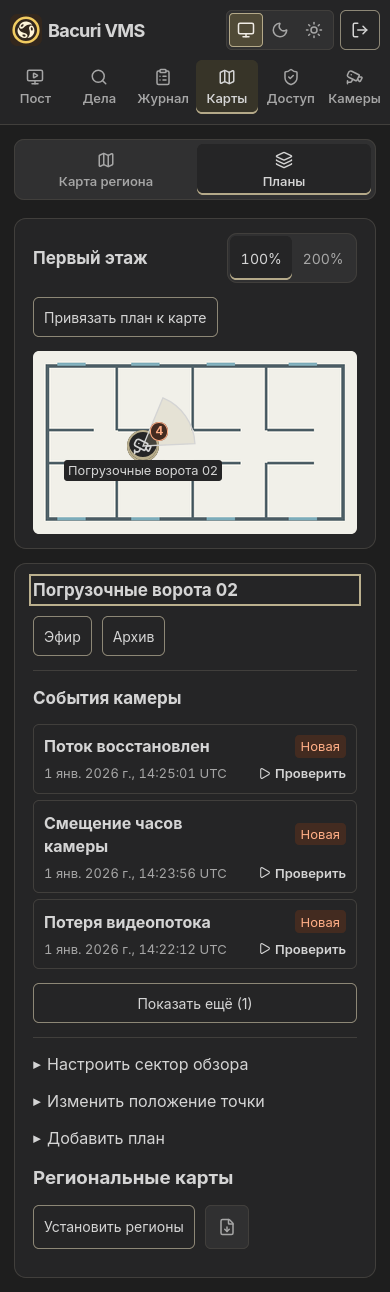 Bacuri VMS
Пост
Дела
Журнал
Карты
Доступ
Камеры
Карта региона
Планы
Первый этаж
100%
200%
Привязать план к карте
4
Погрузочные ворота 02
Погрузочные ворота 02
Эфир
Архив
События камеры
Поток восстановлен
Новая
1 янв. 2026 г., 14:25:01 UTC
Проверить
Смещение часов
камеры
Новая
1 янв. 2026 г., 14:23:56 UTC
Проверить
Потеря видеопотока
Новая
1 янв. 2026 г., 14:22:12 UTC
Проверить
Показать ещё (1)
Настроить сектор обзора
Изменить положение точки
Добавить план
Региональные карты
Установить регионы